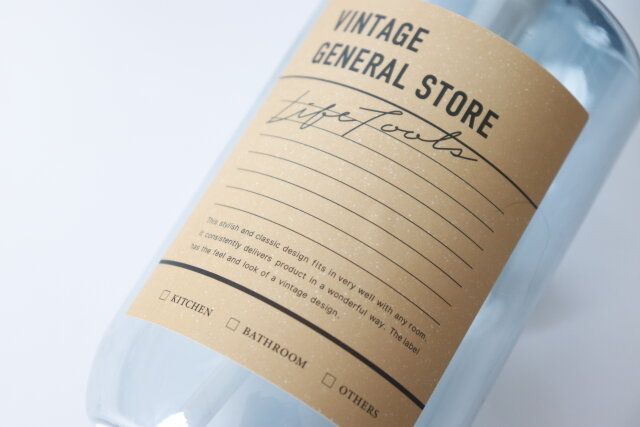 VINTAGE
GENERAL STORE
Life Tools
This stylish and classic design fits in very well with any room.
it consistently delivers product in a wonderful way. The label
has the feel and look of a vintage design.
☐ KITCHEN ☐ BATHROOM ☐ OTHERS